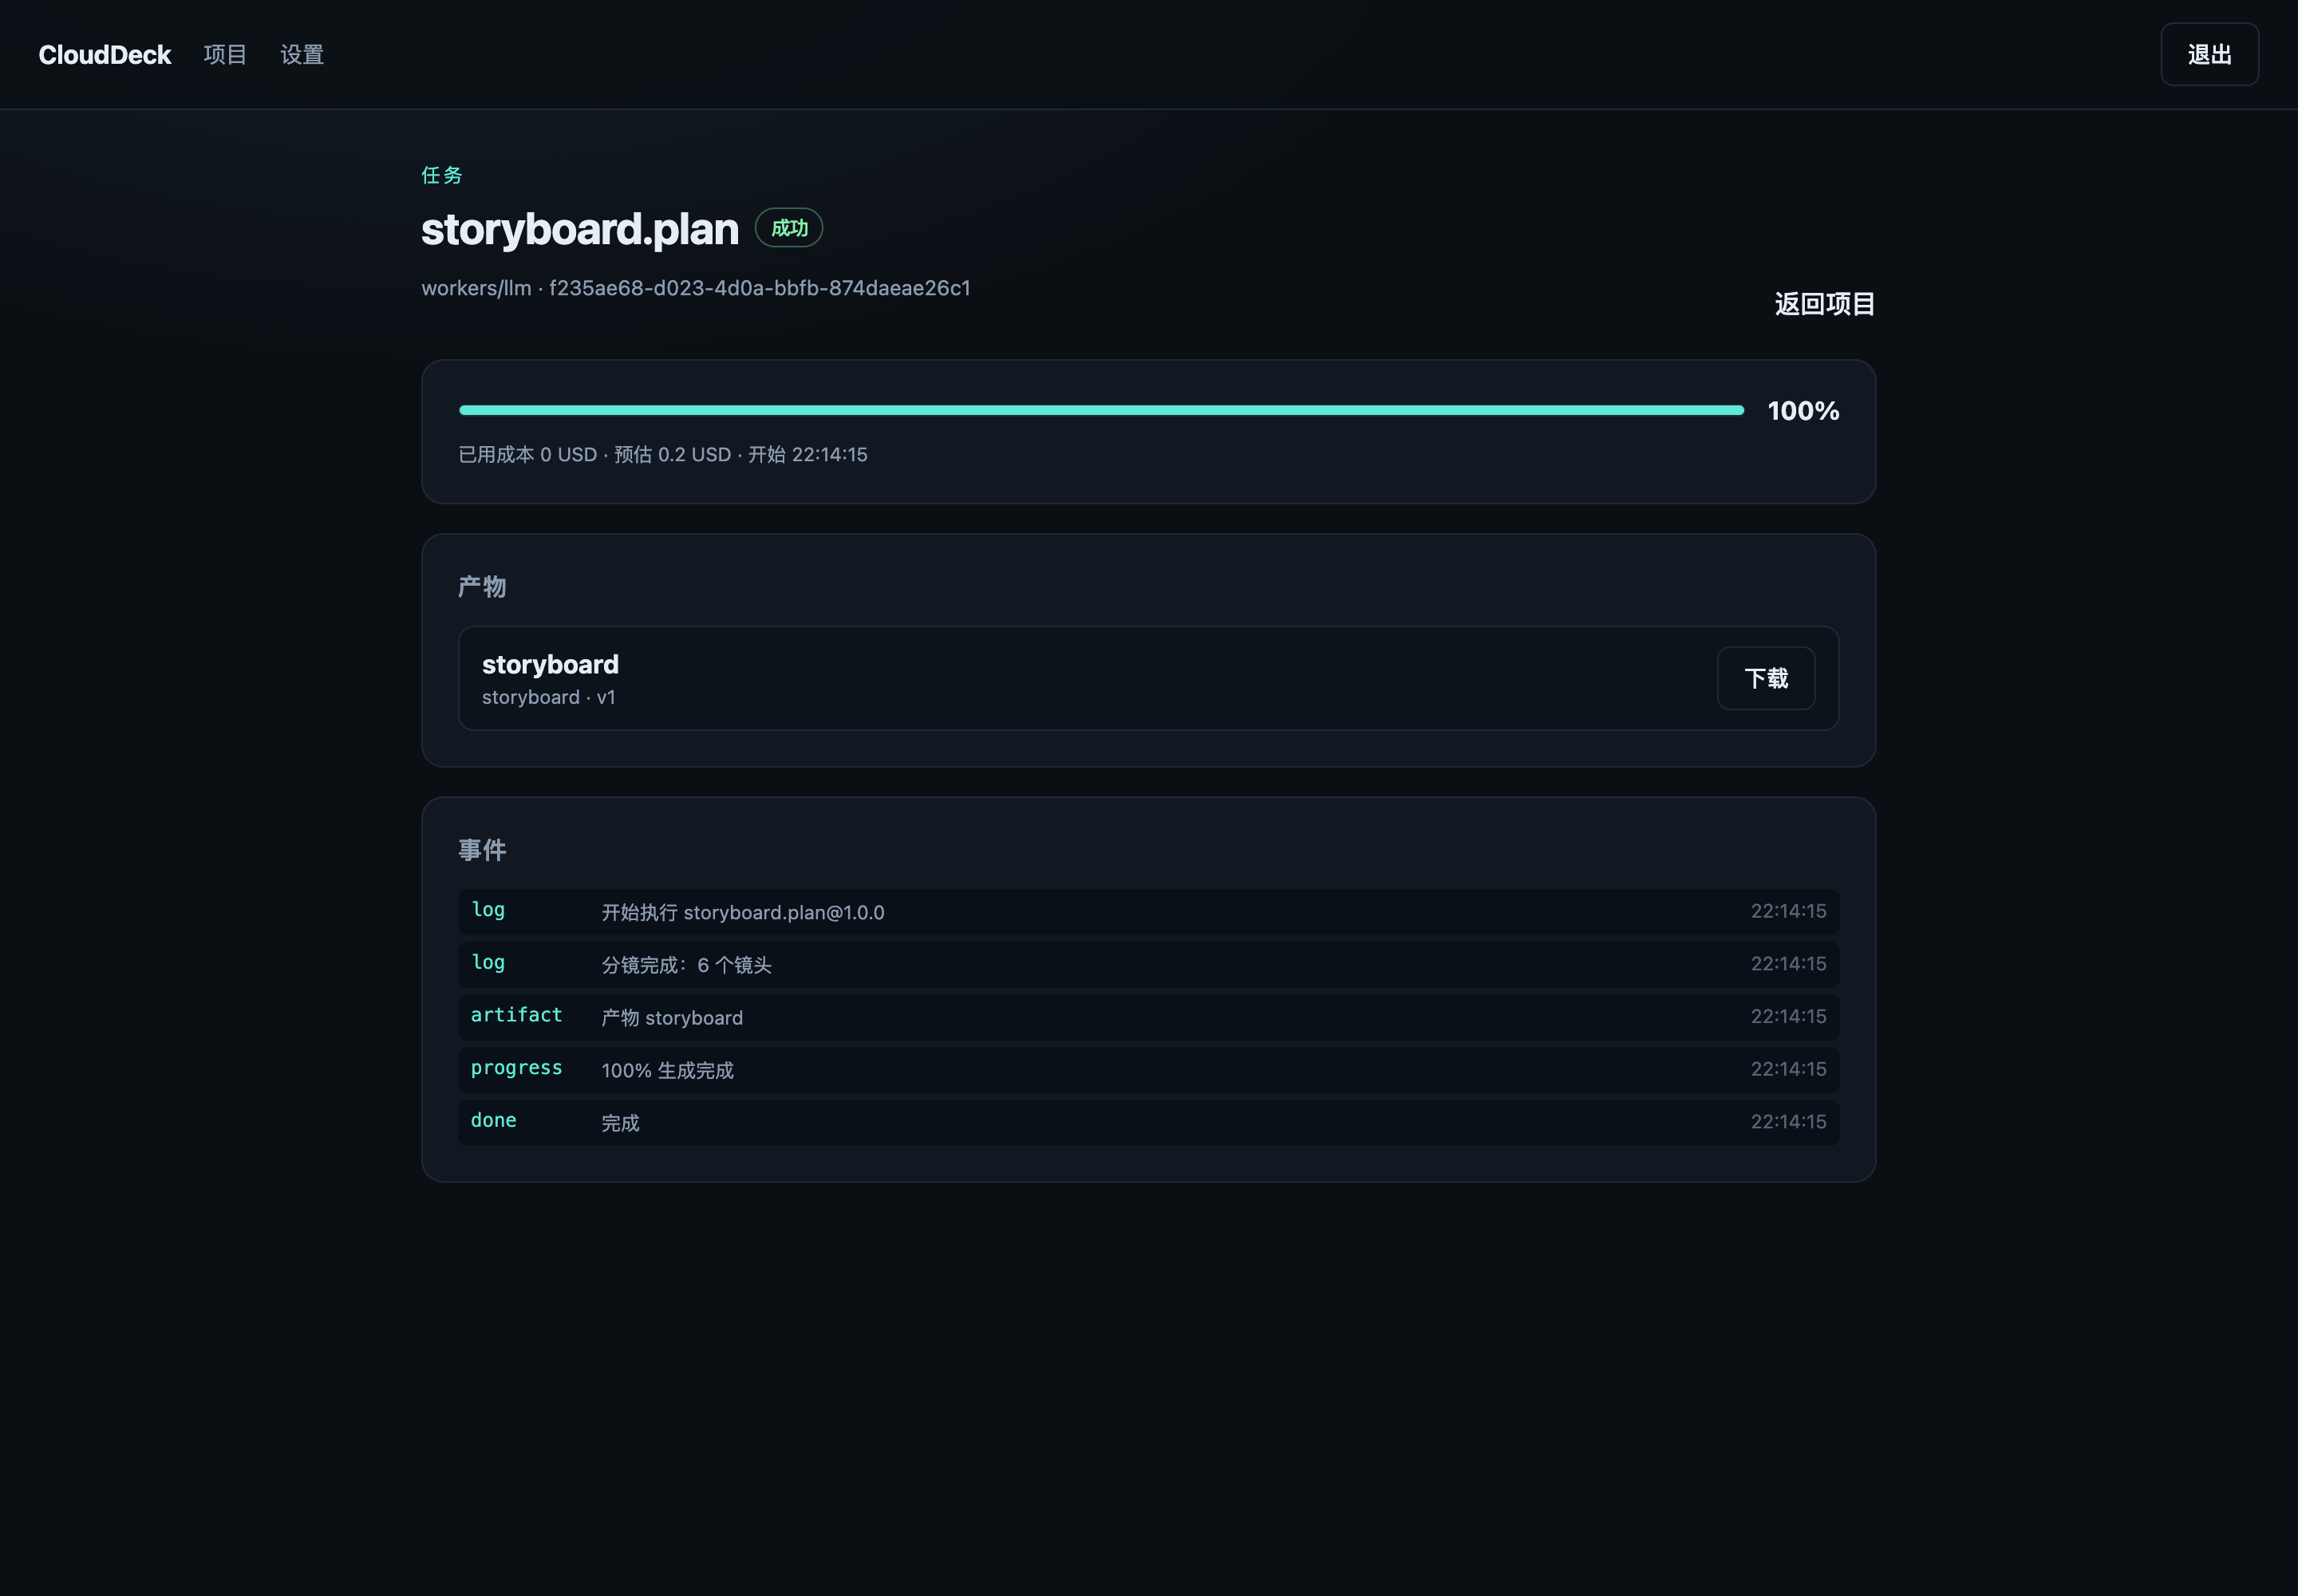 CloudDeck 项目 设置 退出
任务
storyboard.plan 成功
workers/llm · f235ae68-d023-4d0a-bbfb-874daeae26c1
返回项目
100%
已用成本 0 USD · 预估 0.2 USD · 开始 22:14:15
产物
storyboard
storyboard · v1
下载
事件
log 开始执行 storyboard.plan@1.0.0 22:14:15
log 分镜完成：6 个镜头 22:14:15
artifact 产物 storyboard 22:14:15
progress 100% 生成完成 22:14:15
done 完成 22:14:15